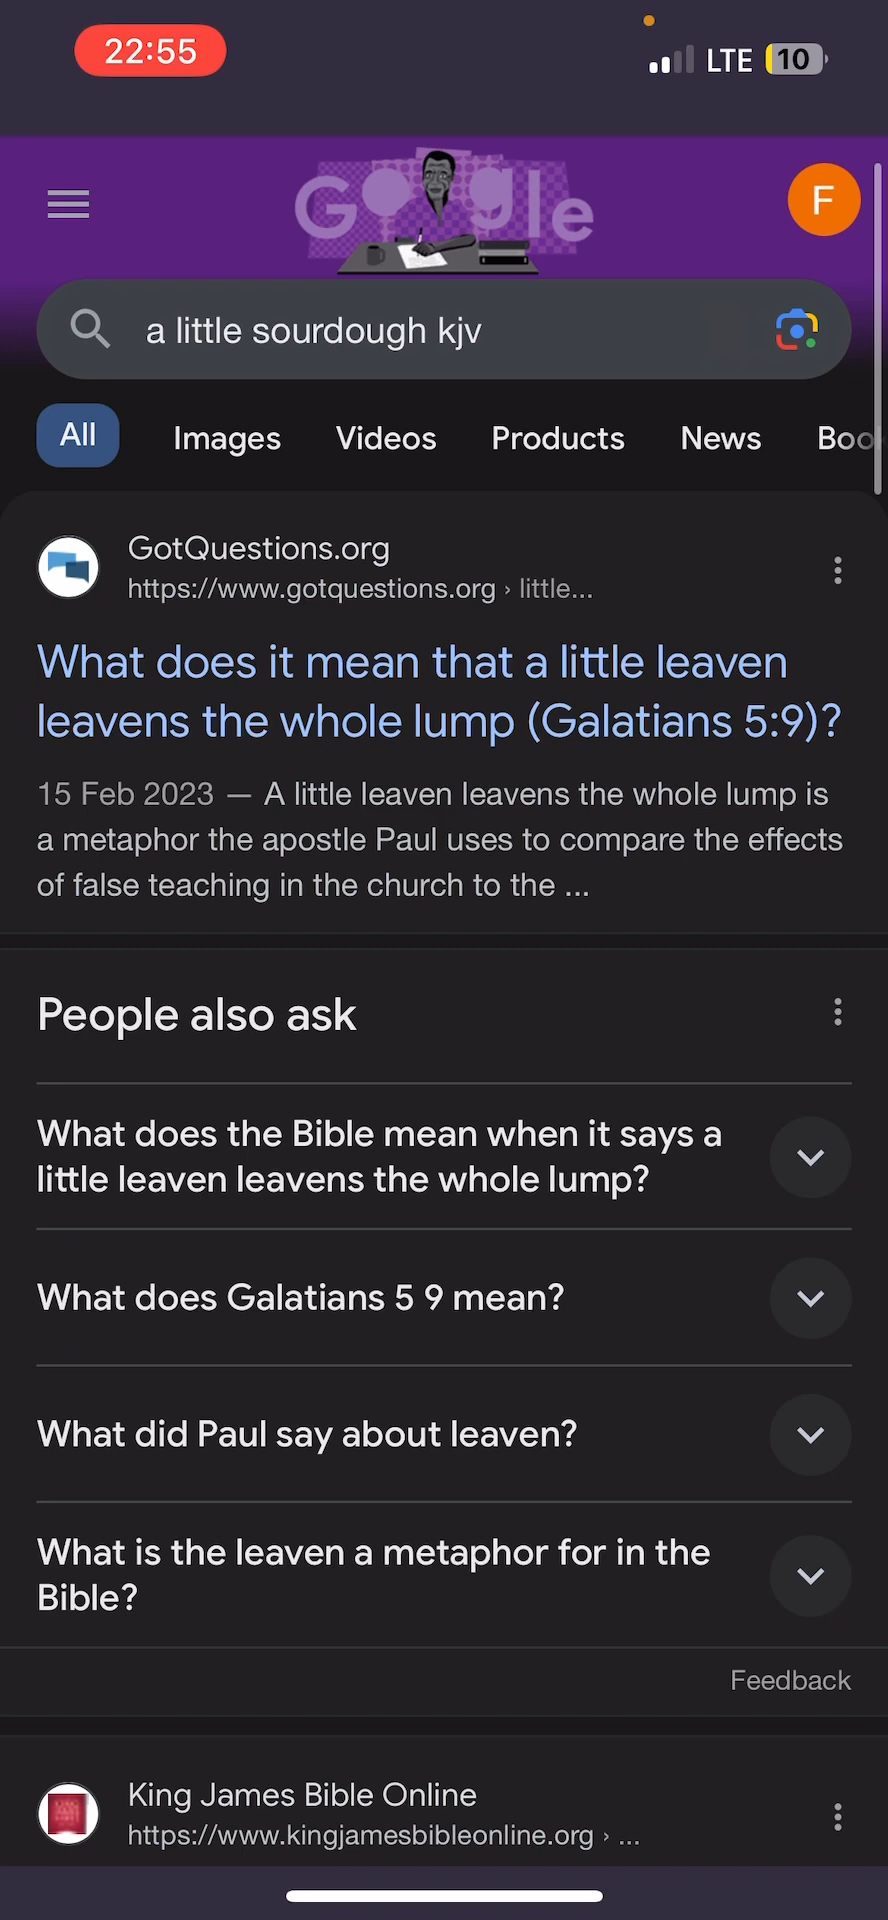 22:55
LTE 10
Google
F
a little sourdough kjv
All Images Videos Products News Boo
GotQuestions.org
https://www.gotquestions.org › little...
What does it mean that a little leaven
leavens the whole lump (Galatians 5:9)?
15 Feb 2023 — A little leaven leavens the whole lump is
a metaphor the apostle Paul uses to compare the effects
of false teaching in the church to the ...
People also ask
What does the Bible mean when it says a
little leaven leavens the whole lump?
What does Galatians 5 9 mean?
What did Paul say about leaven?
What is the leaven a metaphor for in the
Bible?
Feedback
King James Bible Online
https://www.kingjamesbibleonline.org › ...